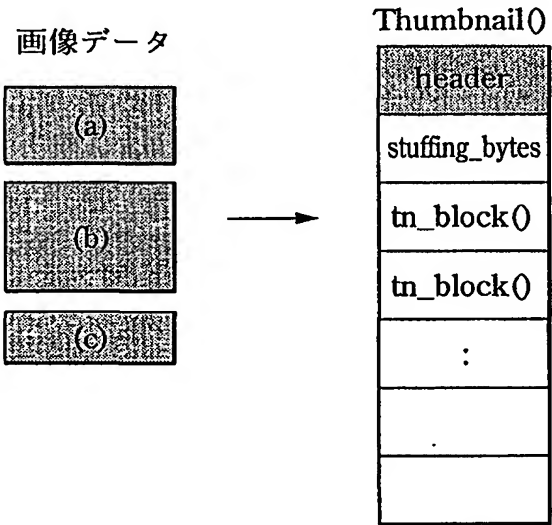 画像データ
(a)
(b)
(c)
Thumbnail()
header
stuffing_bytes
tn_block()
tn_block()
: